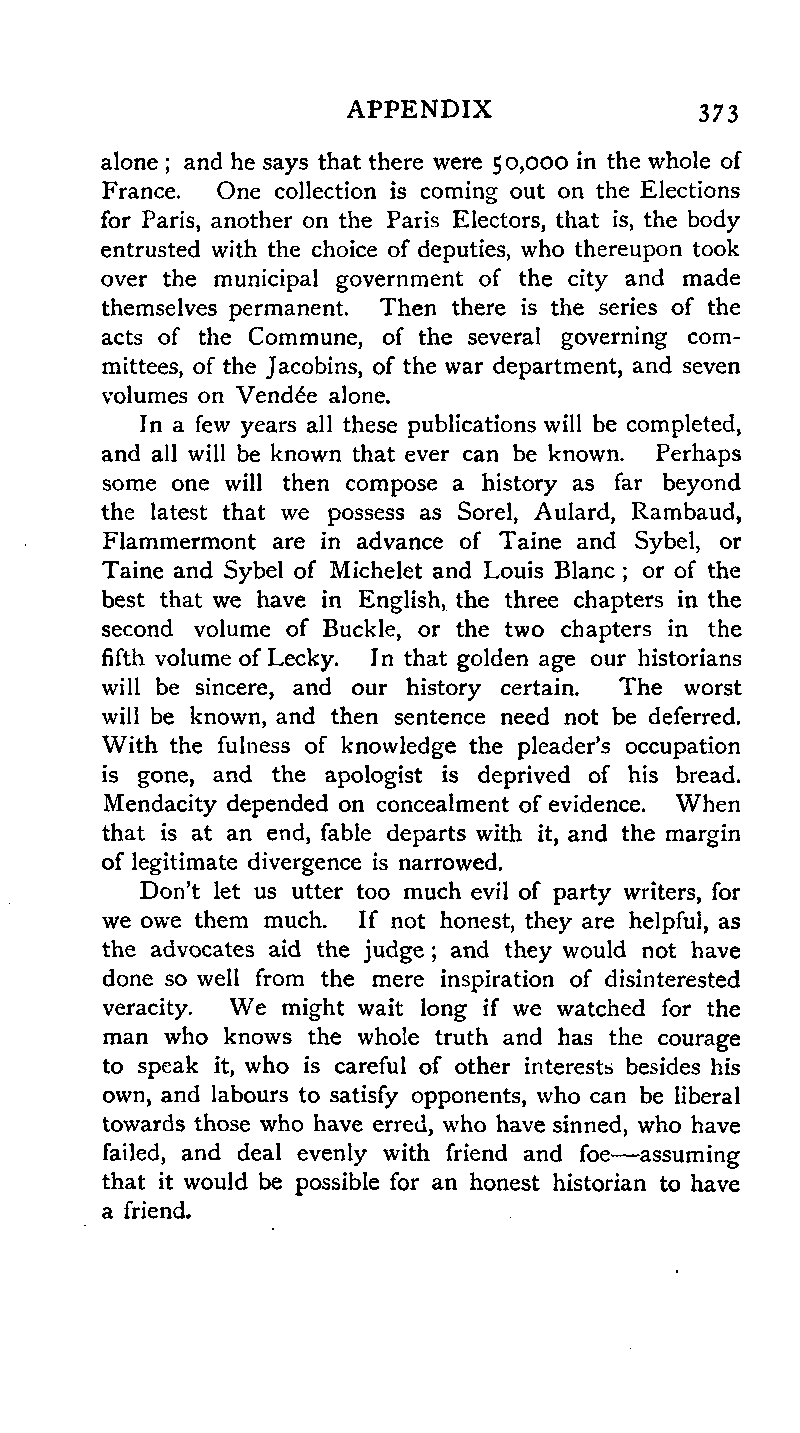 APPENDIX 373
alone ; and he says that there were 50,000 in the whole of
France. One collection is coming out on the Elections
for Paris, another on the Paris Electors, that is, the body
entrusted with the choice of deputies, who thereupon took
over the municipal government of the city and made
themselves permanent. Then there is the series of the
acts of the Commune, of the several governing com-
mittees, of the Jacobins, of the war department, and seven
volumes on Vendée alone.
In a few years all these publications will be completed,
and all will be known that ever can be known. Perhaps
some one will then compose a history as far beyond
the latest that we possess as Sorel, Aulard, Rambaud,
Flammermont are in advance of Taine and Sybel, or
Taine and Sybel of Michelet and Louis Blanc ; or of the
best that we have in English, the three chapters in the
second volume of Buckle, or the two chapters in the
fifth volume of Lecky. In that golden age our historians
will be sincere, and our history certain. The worst
will be known, and then sentence need not be deferred.
With the fulness of knowledge the pleader's occupation
is gone, and the apologist is deprived of his bread.
Mendacity depended on concealment of evidence. When
that is at an end, fable departs with it, and the margin
of legitimate divergence is narrowed.
Don't let us utter too much evil of party writers, for
we owe them much. If not honest, they are helpful, as
the advocates aid the judge ; and they would not have
done so well from the mere inspiration of disinterested
veracity. We might wait long if we watched for the
man who knows the whole truth and has the courage
to speak it, who is careful of other interests besides his
own, and labours to satisfy opponents, who can be liberal
towards those who have erred, who have sinned, who have
failed, and deal evenly with friend and foe—assuming
that it would be possible for an honest historian to have
a friend.